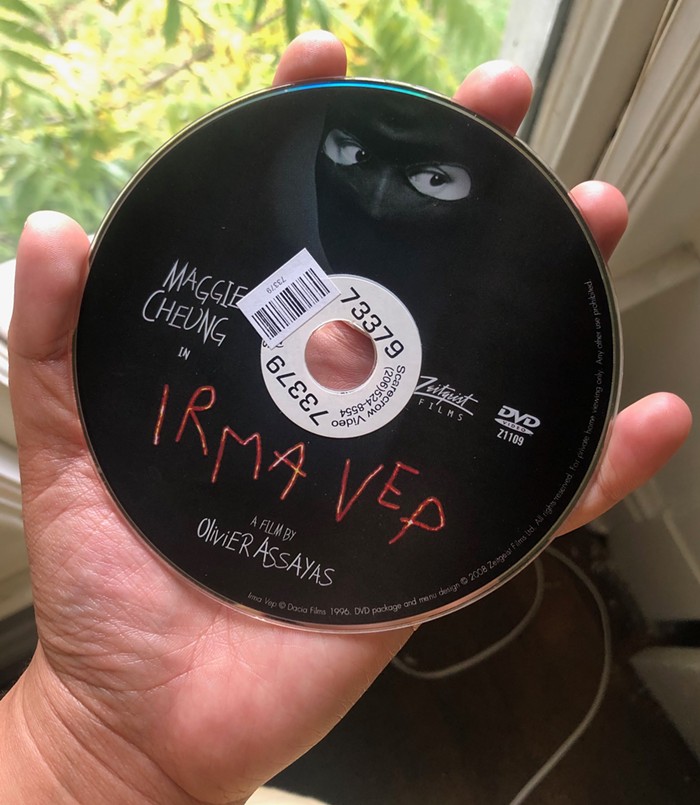 MAGGIE
CHEUNG
IN
IRMA VEP
A FILM BY
OLIVIER ASSAYAS
73379
73379
73379
Scarecrow Video
(206)524-8554
Zeitgeist
FILMS
DVD
VIDEO
Z1109
Irma Vep © Dacia Films 1996. DVD package and menu design © 2008 Zeitgeist Films Ltd. All rights reserved. For private home viewing only. Any other use prohibited.